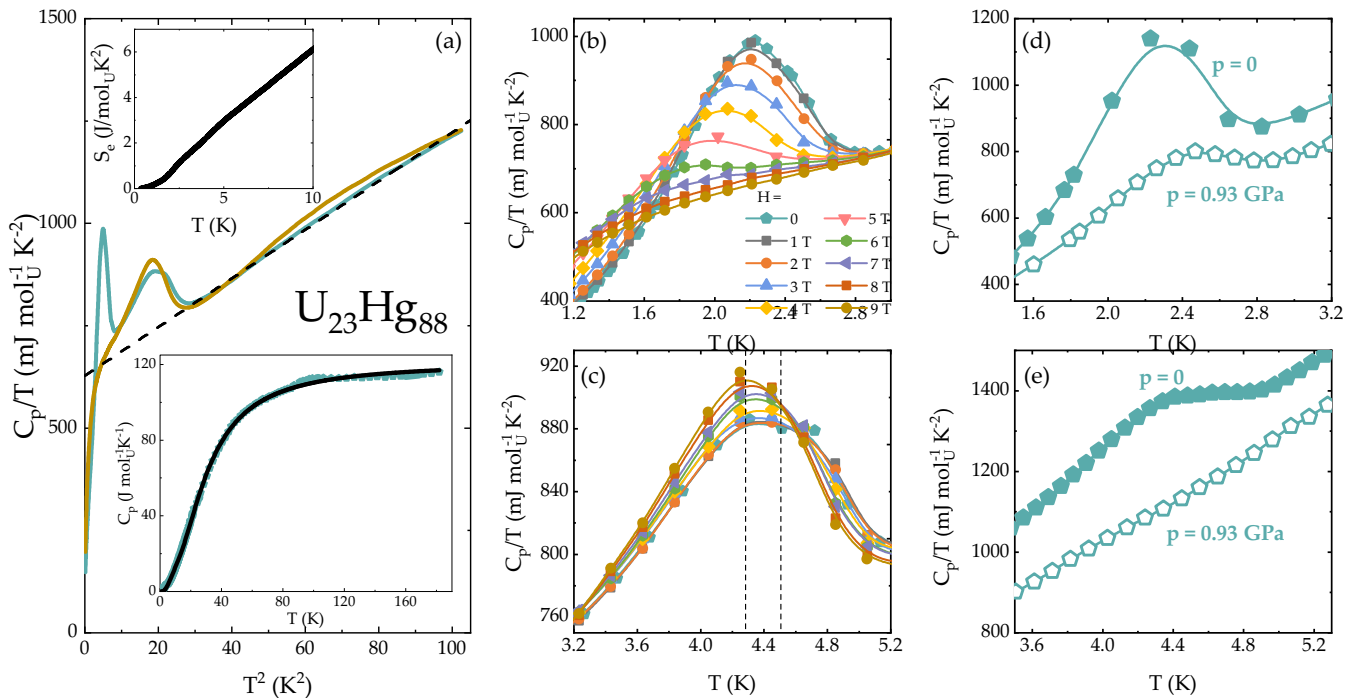 (a)
C_p/T (mJ mol_U^-1 K^-2)
1500
1000
500
0
0 20 40 60 80 100
T^2 (K^2)
U_23Hg_88
S_e (J/mol_UK^2)
6
4
2
0
0 5 10
T (K)
C_p (J mol_U^-1K^-1)
120
80
40
0
0 40 80 120 160
T (K)
(b)
C_p/T (mJ mol_U^-1 K^-2)
1000
900
800
700
600
500
400
1.2 1.6 2.0 2.4 2.8
T (K)
H =
0 5 T
1 T 6 T
2 T 7 T
3 T 8 T
4 T 9 T
(c)
C_p/T (mJ mol_U^-1 K^-2)
920
880
840
800
760
3.2 3.6 4.0 4.4 4.8 5.2
T (K)
(d)
C_p/T (mJ mol_U^-1 K^-2)
1200
1000
800
600
400
p = 0
p = 0.93 GPa
1.6 2.0 2.4 2.8 3.2
T (K)
(e)
C_p/T (mJ mol_U^-1 K^-2)
1400
1200
1000
800
p = 0
p = 0.93 GPa
3.6 4.0 4.4 4.8 5.2
T (K)